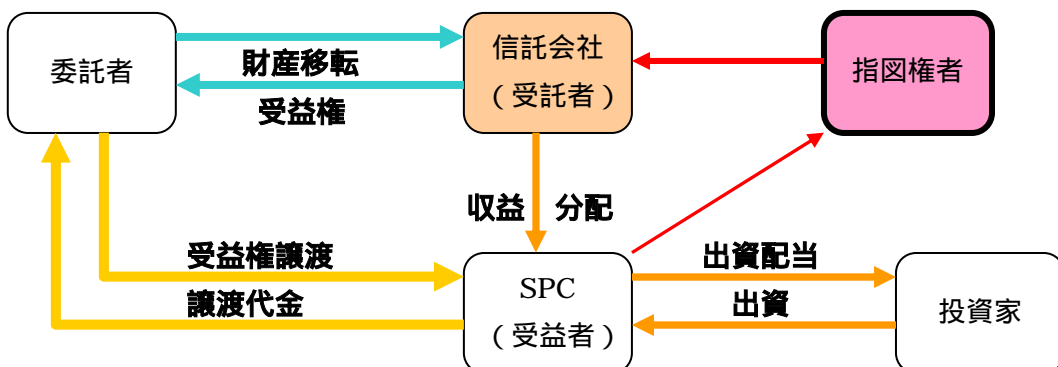 委託者
財産移転
受益権
信託会社
(受託者)
指図権者
収益 分配
受益権譲渡
譲渡代金
SPC
(受益者)
出資配当
出資
投資家